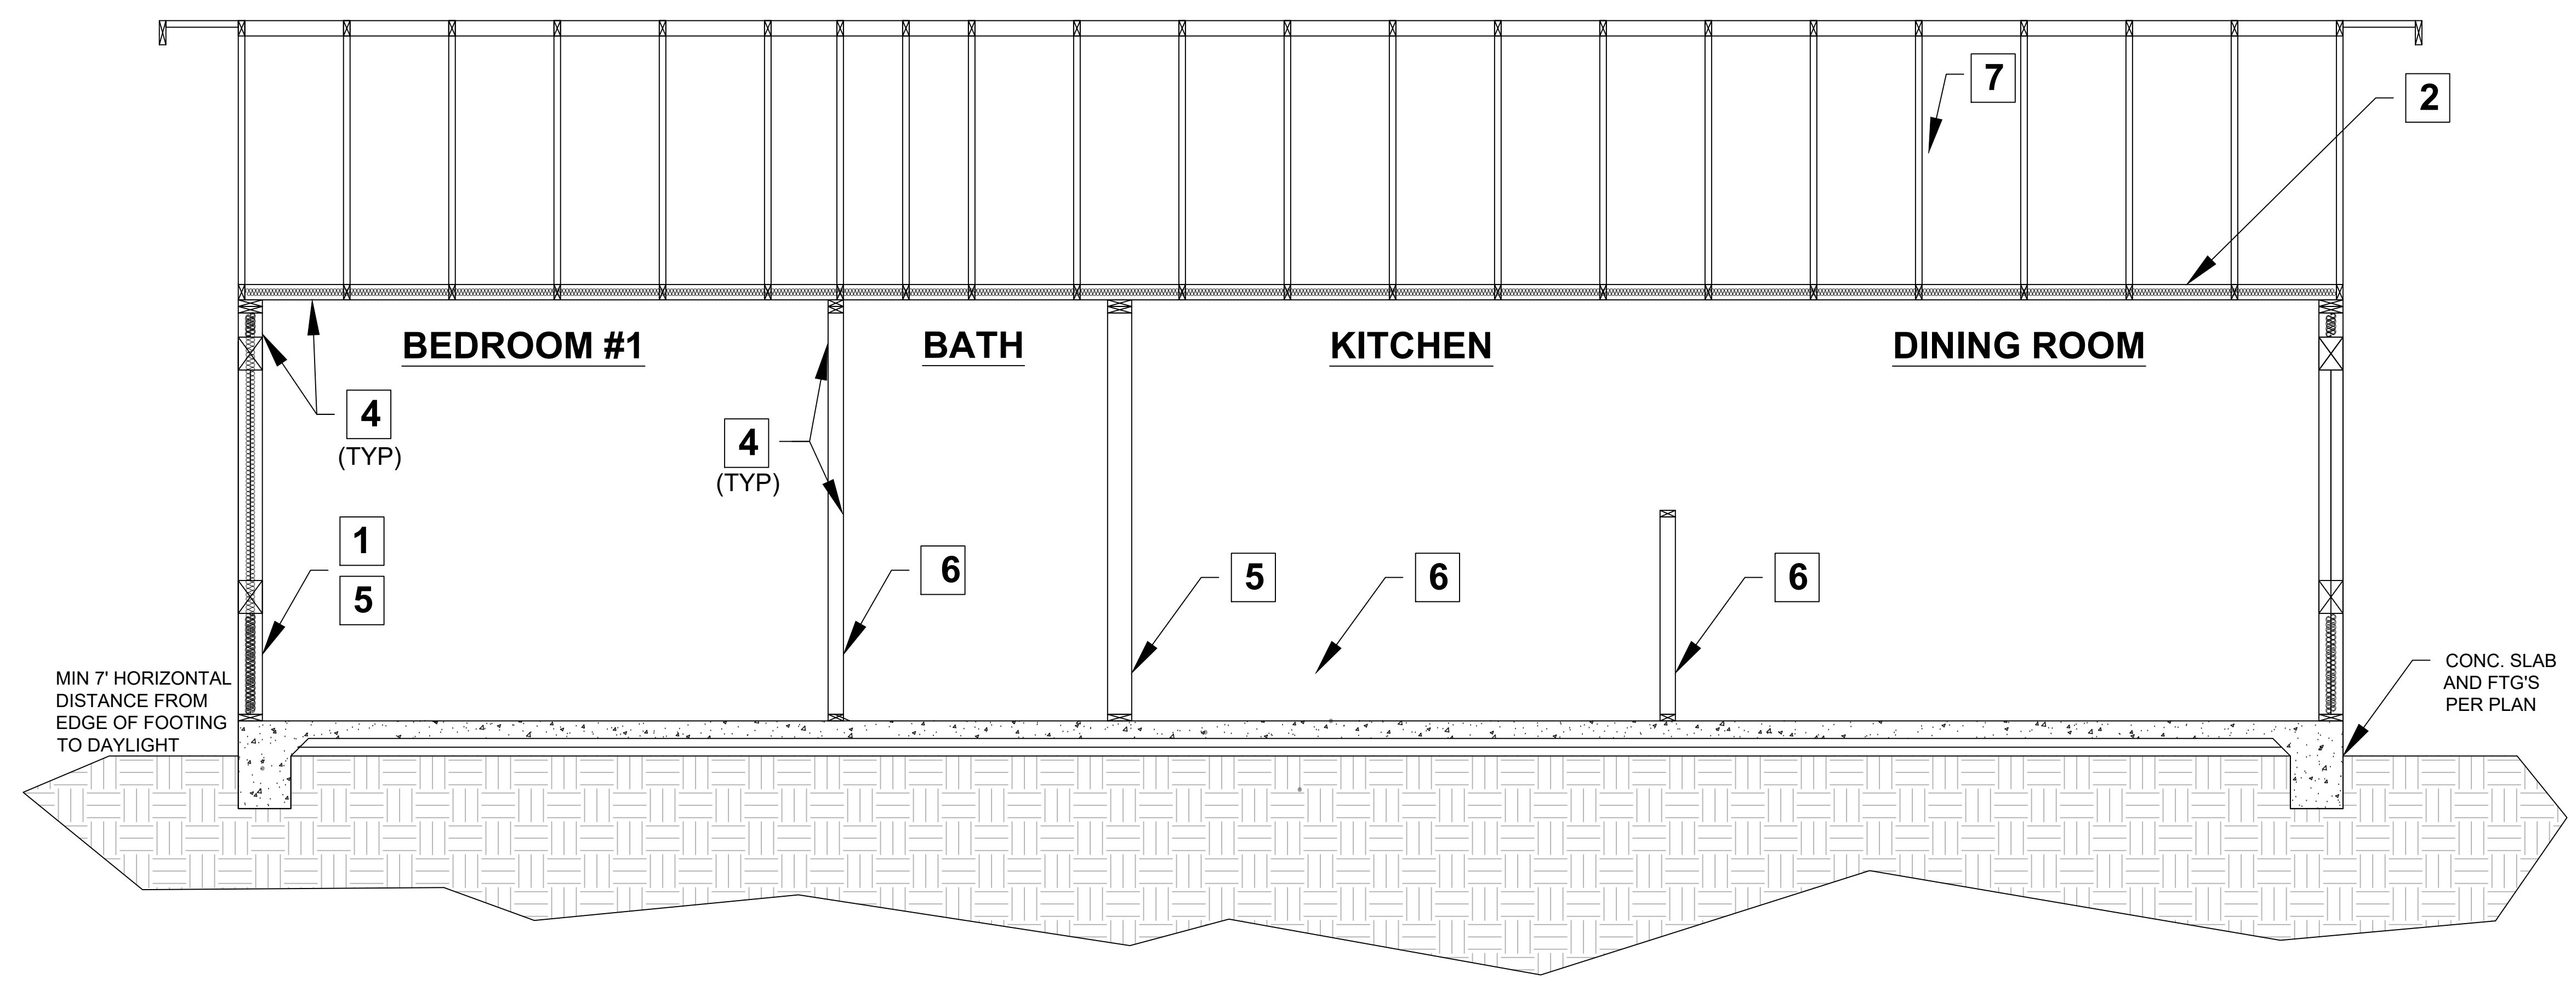 7
2
BEDROOM #1
BATH
KITCHEN
DINING ROOM
4
(TYP)
4
(TYP)
1
5
6
5
6
6
MIN 7' HORIZONTAL
DISTANCE FROM
EDGE OF FOOTING
TO DAYLIGHT
CONC. SLAB
AND FTG'S
PER PLAN